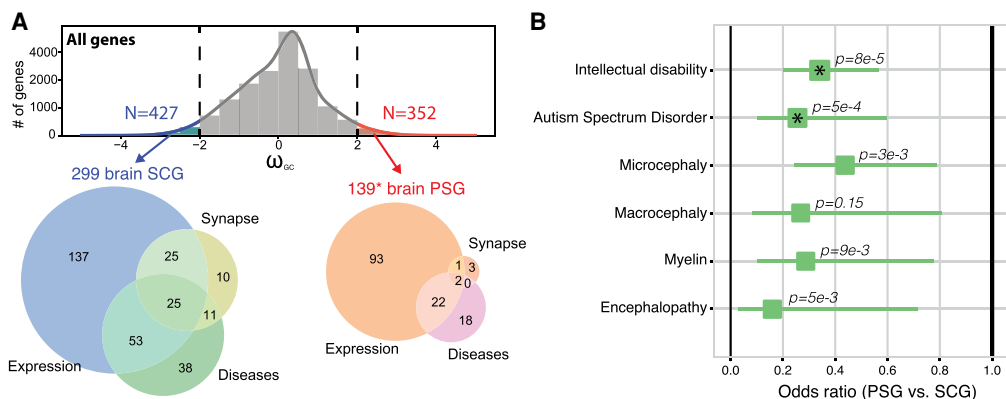 A
All genes
# of genes
4000
2000
1000
0
N=427
N=352
−4
−2
0
2
4
ωGC
299 brain SCG
139* brain PSG
Synapse
137
25
10
25
11
53
38
Expression
Diseases
Synapse
93
1
3
2
0
22
18
Expression
Diseases
B
Intellectual disability
p=8e-5
*
Autism Spectrum Disorder
p=5e-4
*
Microcephaly
p=3e-3
Macrocephaly
p=0.15
Myelin
p=9e-3
Encephalopathy
p=5e-3
0.0
0.2
0.4
0.6
0.8
1.0
Odds ratio (PSG vs. SCG)